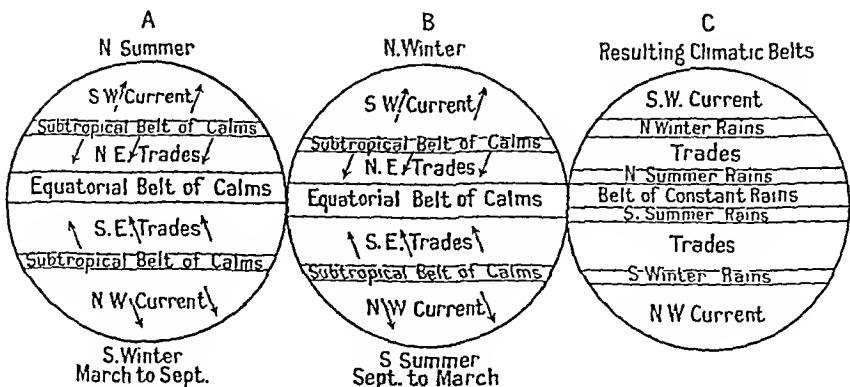 A
N Summer
S W Current
Subtropical Belt of Calms
N E Trades
Equatorial Belt of Calms
S. E. Trades
Subtropical Belt of Calms
N W Current
S. Winter
March to Sept.
B
N. Winter
S W Current
Subtropical Belt of Calms
N. E Trades
Equatorial Belt of Calms
S. E Trades
Subtropical Belt of Calms
N W Current
S Summer
Sept. to March
C
Resulting Climatic Belts
S.W. Current
N Winter Rains
Trades
N Summer Rains
Belt of Constant Rains
S. Summer Rains
Trades
S Winter Rains
N W Current